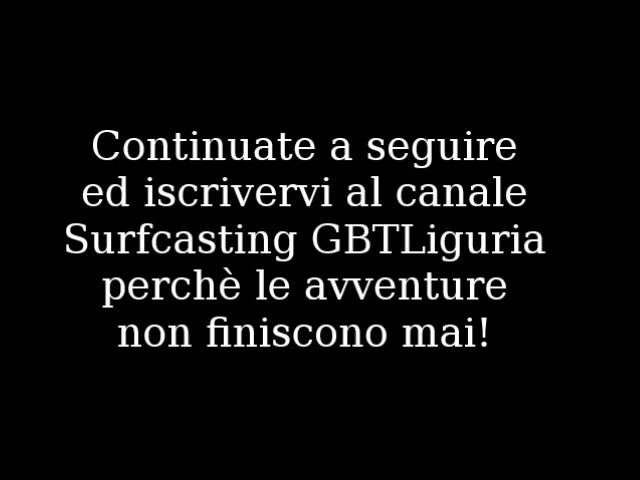 Continuate a seguire
ed iscrivervi al canale
Surfcasting GBTLiguria
perchè le avventure
non finiscono mai!